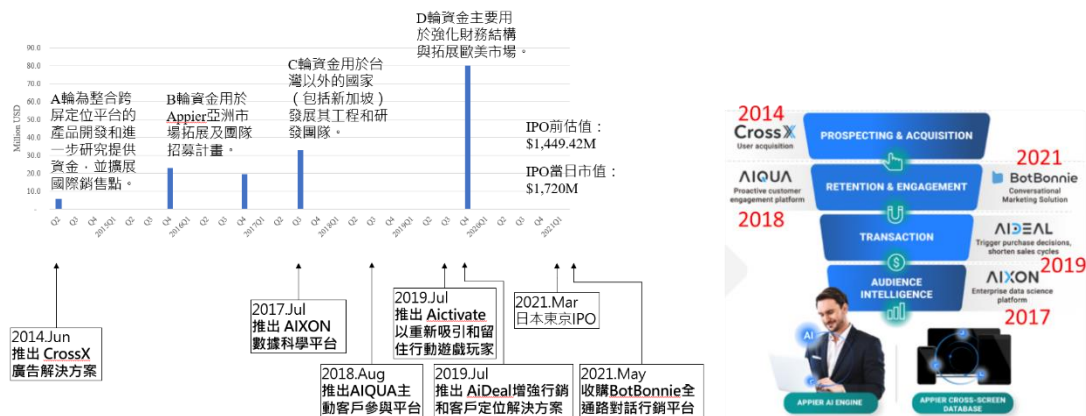 D輪資金主要用
於強化財務結構
與拓展歐美市場。
C輪資金用於台
灣以外的國家
（包括新加坡）
發展其工程和研
發團隊。
A輪為整合跨
屏定位平台的
產品開發和進
一步研究提供
資金，並擴展
國際銷售點。
B輪資金用於
Appier亞洲市
場拓展及團隊
招募計畫。
IPO前估值：
$1,449.42M
IPO當日市值：
$1,720M
Million USD
90.0
80.0
70.0
60.0
50.0
40.0
30.0
20.0
10.0
-
Q2 Q3 Q4 2015Q1 Q2 Q3 Q4 2016Q1 Q2 Q3 Q4 2017Q1 Q2 Q3 Q4 2018Q1 Q2 Q3 Q4 2019Q1 Q2 Q3 Q4 2020Q1 Q2 Q3 Q4 2021Q1
2014.Jun
推出 CrossX
廣告解決方案
2017.Jul
推出 AIXON
數據科學平台
2018.Aug
推出AIQUA主
動客戶參與平台
2019.Jul
推出 Aictivate
以重新吸引和留
住行動遊戲玩家
2019.Jul
推出 AiDeal增強行銷
和客戶定位解決方案
2021.Mar
日本東京IPO
2021.May
收購BotBonnie全
通路對話行銷平台
2014
CrossX
User acquisition
PROSPECTING & ACQUISITION
AIQUA
Proactive customer
engagement platform
2018
RETENTION & ENGAGEMENT
2021
BotBonnie
Conversational
Marketing Solution
TRANSACTION
AIDEAL
Trigger purchase decisions,
shorten sales cycles
2019
AUDIENCE
INTELLIGENCE
AIXON
Enterprise data science
platform
2017
AI
APPIER AI ENGINE
APPIER CROSS-SCREEN
DATABASE